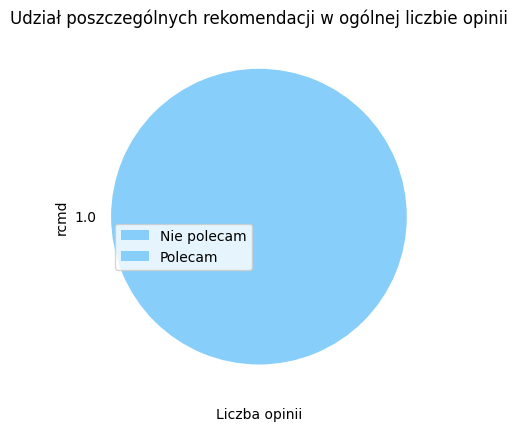 Udział poszczególnych rekomendacji w ogólnej liczbie opinii
rcmd
1.0
Nie polecam
Polecam
Liczba opinii